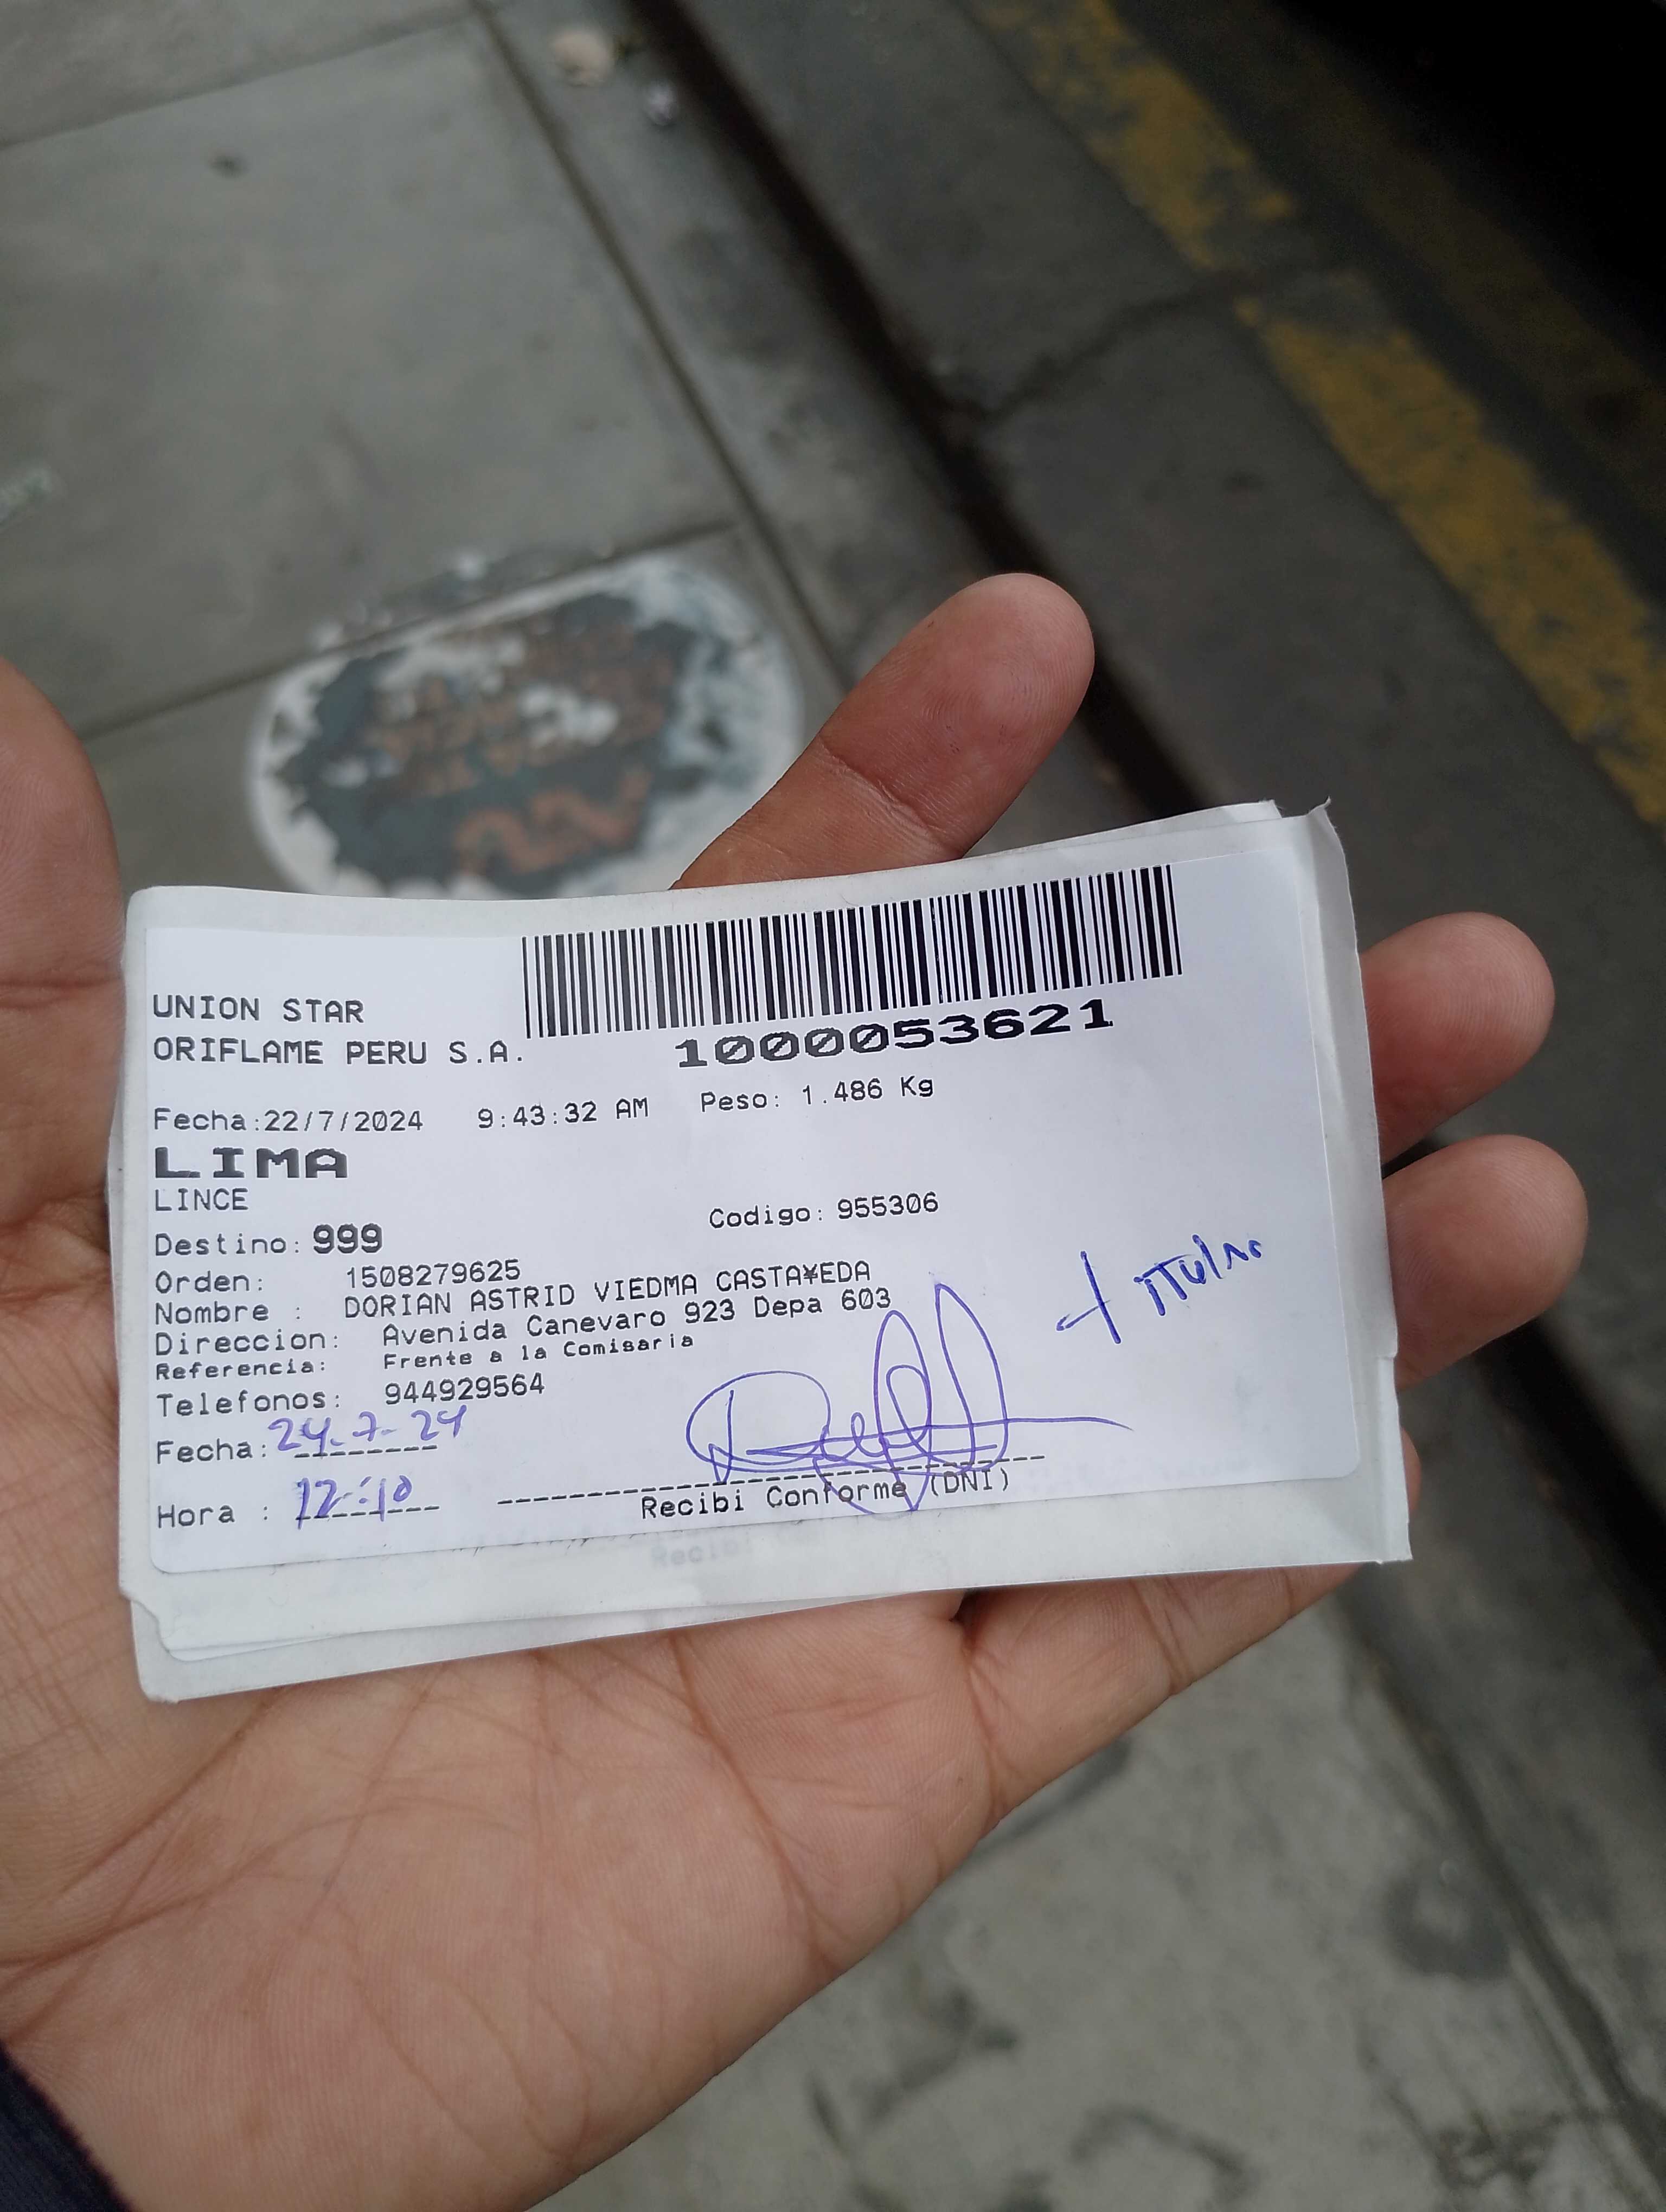 UNION STAR
ORIFLAME PERU S.A.
1000053621
Fecha:22/7/2024 9:43:32 AM Peso: 1.486 Kg
LIMA
LINCE
Destino: 999 Codigo: 955306
Orden: 1508279625
Nombre : DORIAN ASTRID VIEDMA CASTA¥EDA
Direccion: Avenida Canevaro 923 Depa 603
Referencia: Frente a la Comisaria
Telefonos: 944929564
Titular
Fecha: 24-7-24
Hora : 12:10
Recibi Conforme (DNI)